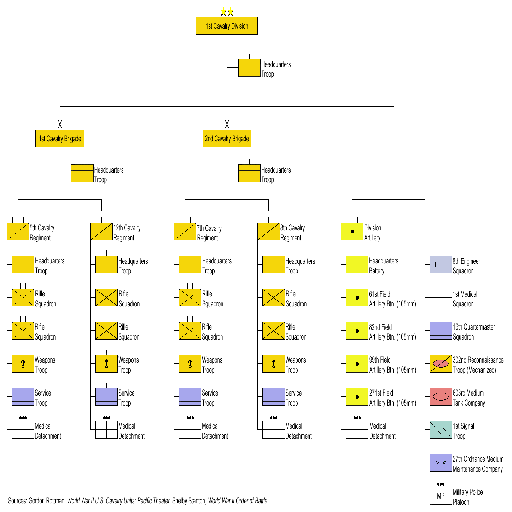 1st Cavalry Division
Headquarters
Troop
1st Cavalry Brigade
2nd Cavalry Brigade
Headquarters
Troop
Headquarters
Troop
5th Cavalry
Regiment
12th Cavalry
Regiment
7th Cavalry
Regiment
8th Cavalry
Regiment
Division
Artillery
Headquarters
Troop
Headquarters
Troop
Headquarters
Troop
Headquarters
Troop
Headquarters
Battery
8th Engineer
Squadron
Rifle
Squadron
Rifle
Squadron
Rifle
Squadron
Rifle
Squadron
61st Field
Artillery Btn. (105mm)
1st Medical
Squadron
Rifle
Squadron
Rifle
Squadron
Rifle
Squadron
Rifle
Squadron
82nd Field
Artillery Btn. (105mm)
16th Quartermaster
Squadron
Weapons
Troop
Weapons
Troop
Weapons
Troop
Weapons
Troop
99th Field
Artillery Btn. (105mm)
302nd Reconnaissance
Troop (Mechanized)
Service
Troop
Service
Troop
Service
Troop
Service
Troop
271st Field
Artillery Btn. (105mm)
603rd Medium
Tank Company
Medical
Detachment
Medical
Detachment
Medical
Detachment
Medical
Detachment
Medical
Detachment
1st Signal
Troop
27th Ordnance Medium
Maintenance Company
MP
Military Police
Platoon
Sources: Gordon Rottman, World War II U.S. Cavalry Units: Pacific Theater; Shelby Stanton, World War II Order of Battle